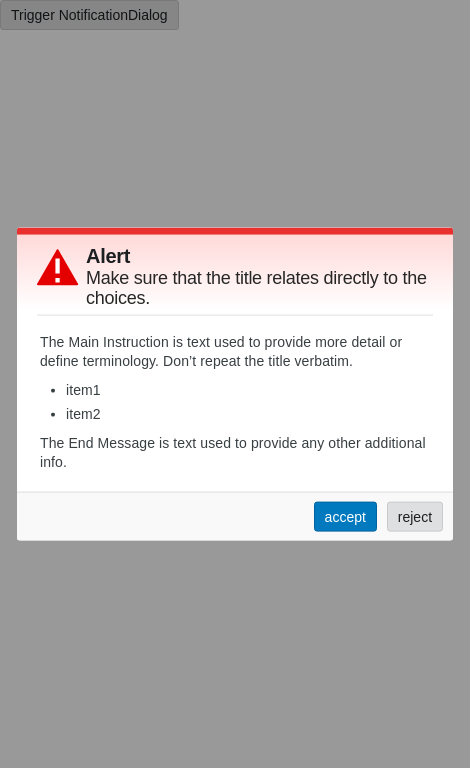 Trigger NotificationDialog
Alert
Make sure that the title relates directly to the
choices.
The Main Instruction is text used to provide more detail or
define terminology. Don’t repeat the title verbatim.
• item1
• item2
The End Message is text used to provide any other additional
info.
accept
reject